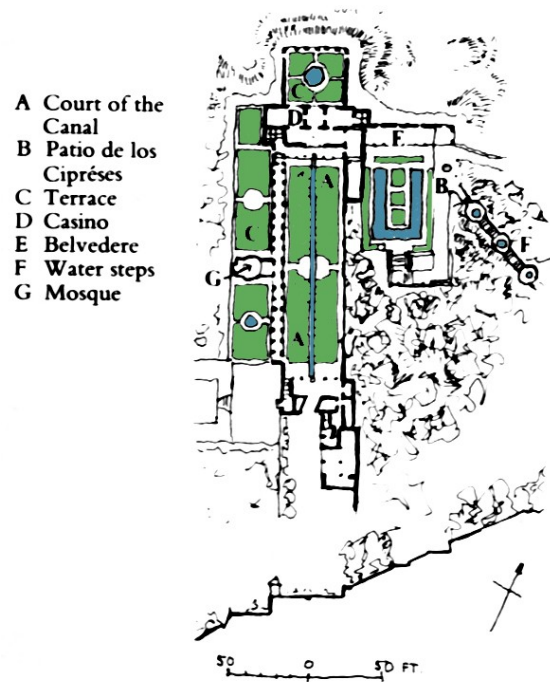 A Court of the
Canal
B Patio de los
Cipréses
C Terrace
D Casino
E Belvedere
F Water steps
G Mosque
C
D
F
A
B
C
F
G
A
50 0 50 FT.